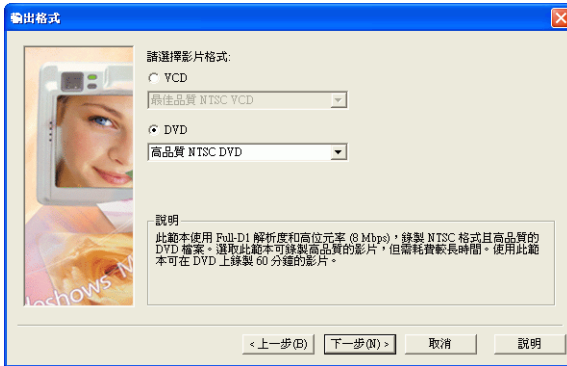 輸出格式
請選擇影片格式:
VCD
最佳品質 NTSC VCD
DVD
高品質 NTSC DVD
說明
此範本使用 Full-D1 解析度和高位元率 (8 Mbps)，錄製 NTSC 格式且高品質的
DVD 檔案。選取此範本可錄製高品質的影片，但需耗費較長時間。使用此範
本可在 DVD 上錄製 60 分鐘的影片。
<上一步(B)
下一步(N)>
取消
說明